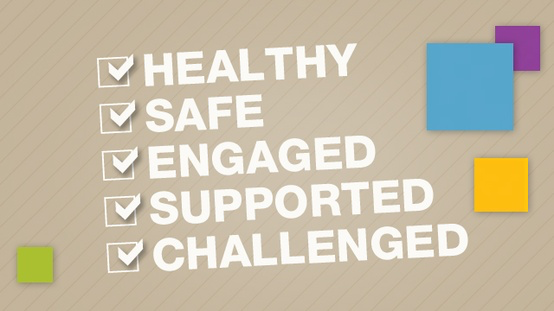 HEALTHY
SAFE
ENGAGED
SUPPORTED
CHALLENGED